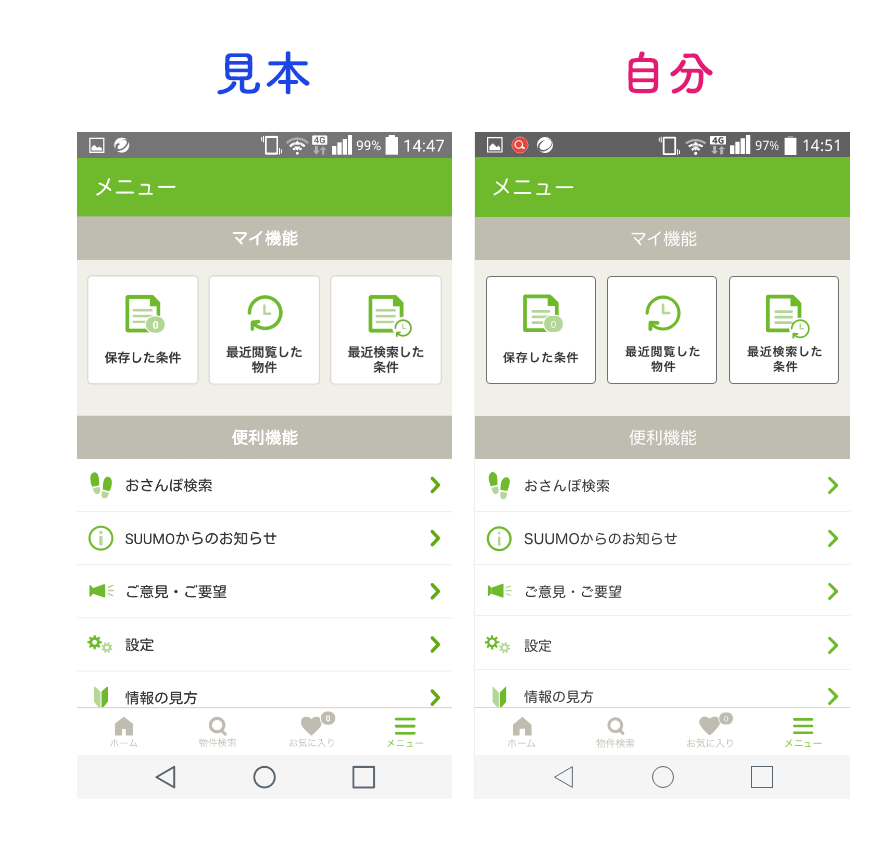 見本
自分
4G 99% 14:47
メニュー
マイ機能
0
保存した条件
最近閲覧した
物件
最近検索した
条件
便利機能
おさんぽ検索
SUUMOからのお知らせ
ご意見・ご要望
設定
情報の見方
0
ホーム 物件検索 お気に入り メニュー
4G 97% 14:51
メニュー
マイ機能
0
保存した条件
最近閲覧した
物件
最近検索した
条件
便利機能
おさんぽ検索
SUUMOからのお知らせ
ご意見・ご要望
設定
情報の見方
0
ホーム 物件検索 お気に入り メニュー